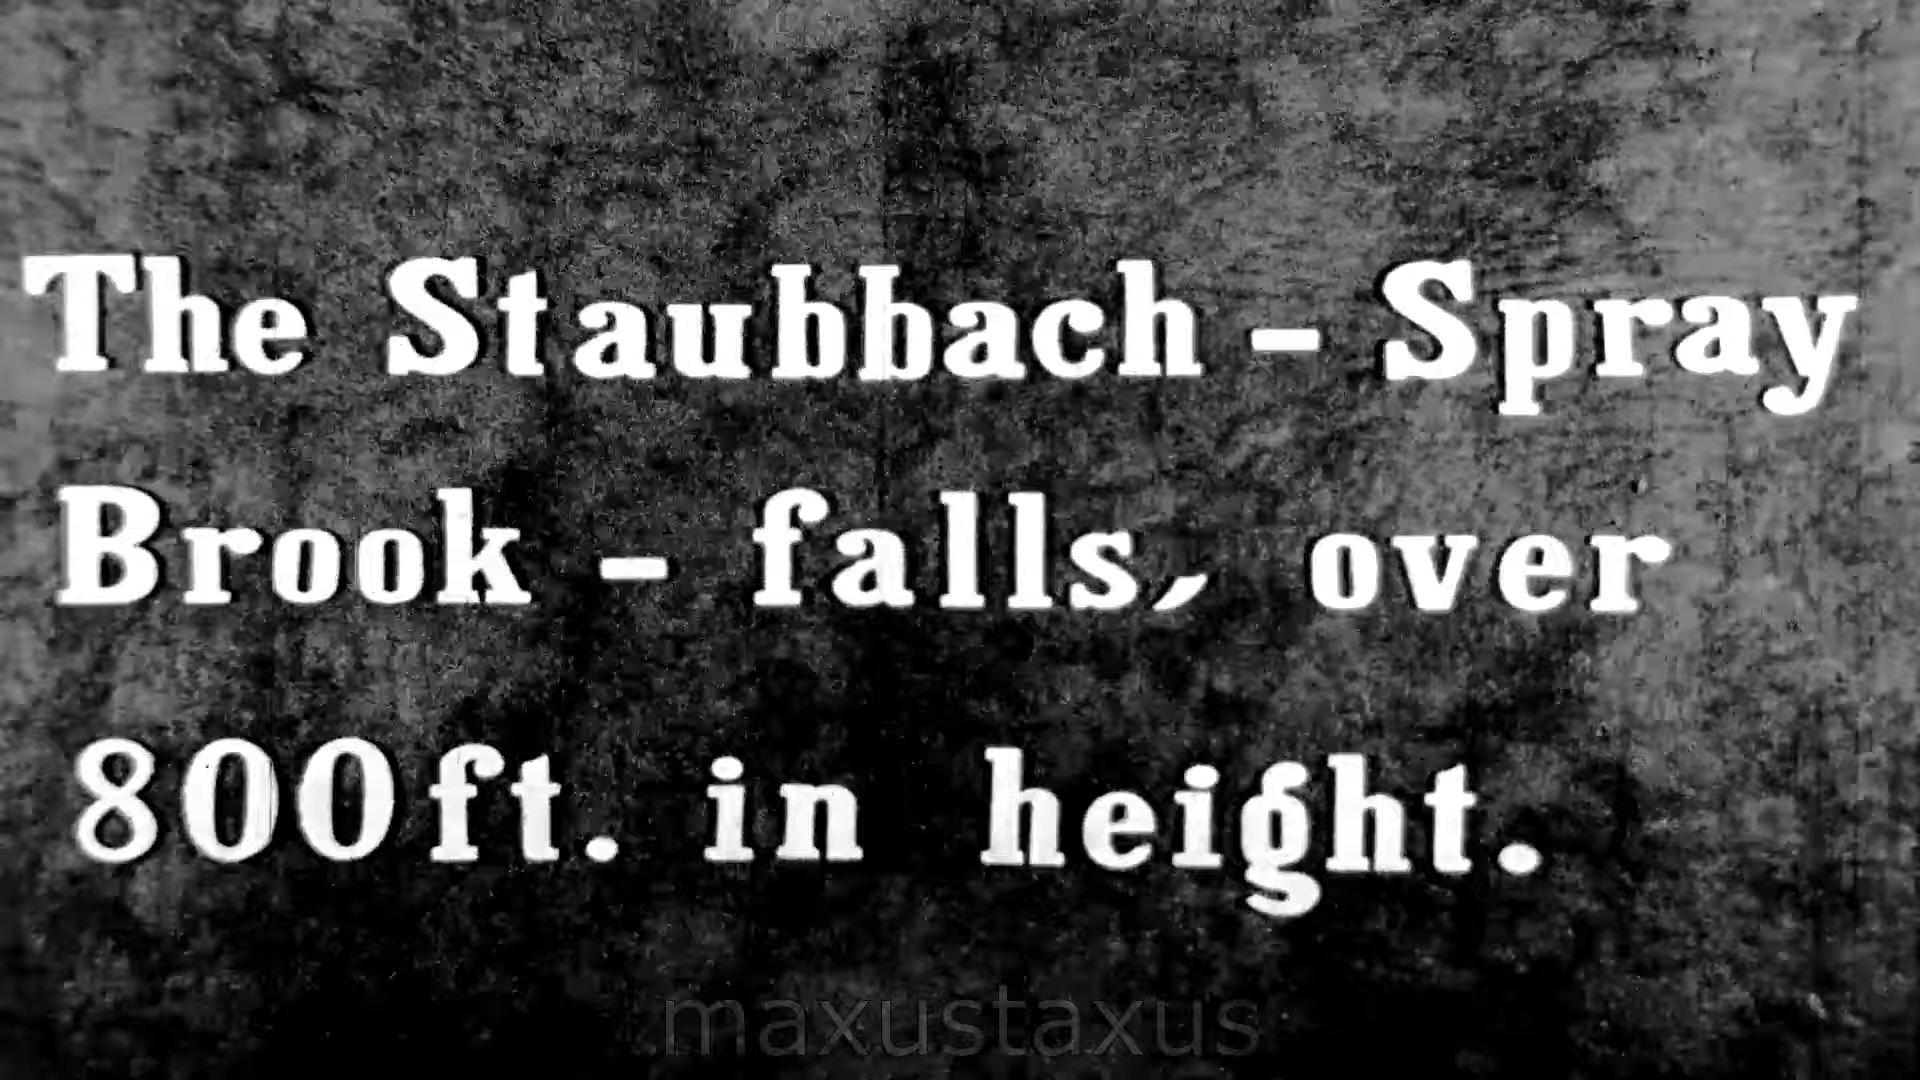 The Staubbach - Spray
Brook - falls, over
800ft. in height.
maxustaxus